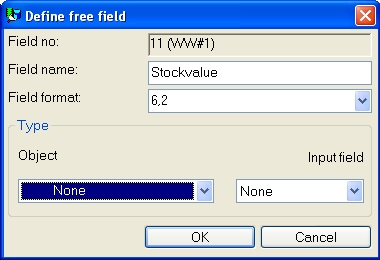 Define free field
Field no: 11 (WW#1)
Field name: Stockvalue
Field format: 6,2
Type
Object Input field
None None
OK Cancel